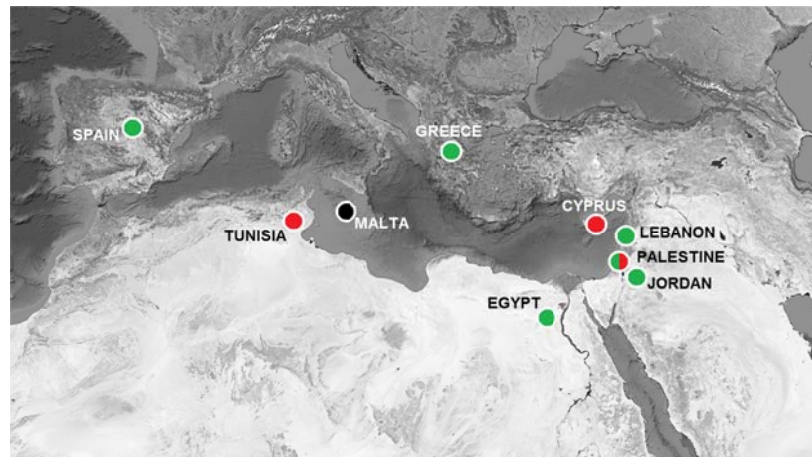 SPAIN
GREECE
CYPRUS
TUNISIA
MALTA
LEBANON
PALESTINE
JORDAN
EGYPT